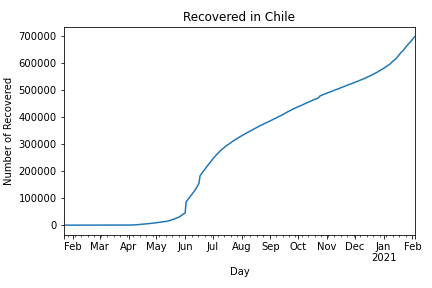 Recovered in Chile
Number of Recovered
700000
600000
500000
400000
300000
200000
100000
0
Feb Mar Apr May Jun Jul Aug Sep Oct Nov Dec Jan Feb
2021
Day